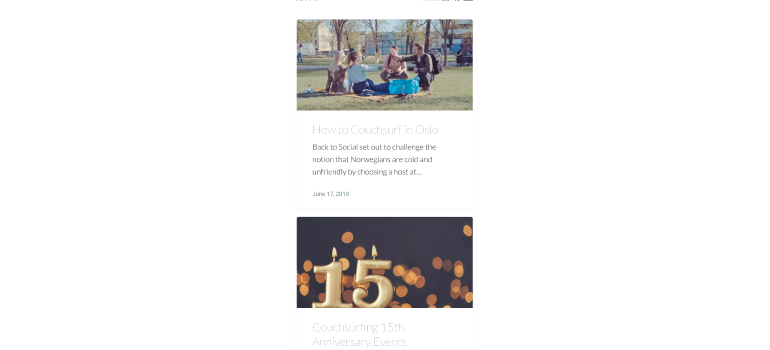 How to Couchsurf in Oslo
Back to Social set out to challenge the
notion that Norwegians are cold and
unfriendly by choosing a host at...
June 17, 2019
15
Couchsurfing 15th
Anniversary Events